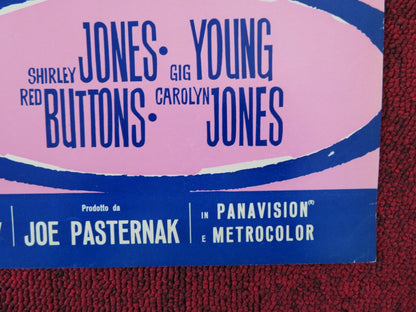 SHIRLEY JONES • GIG YOUNG
RED BUTTONS • CAROLYN JONES
Prodotto da
JOE PASTERNAK
IN PANAVISION(R)
E METROCOLOR